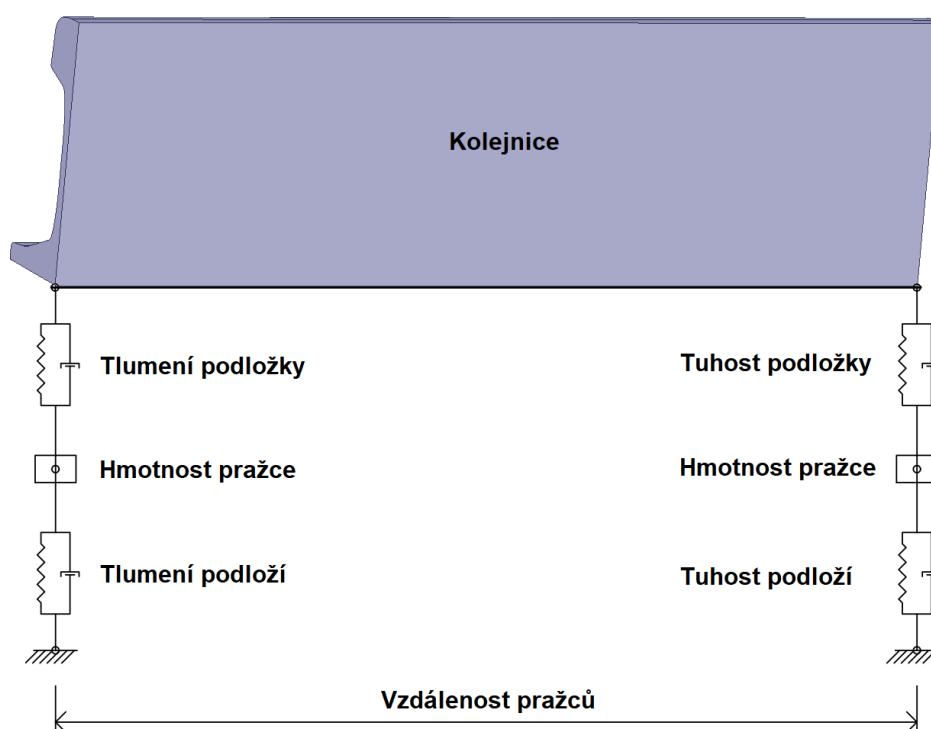 Kolejnice
Tlumení podložky
Tuhost podložky
Hmotnost pražce
Hmotnost pražce
Tlumení podloží
Tuhost podloží
Vzdálenost pražců